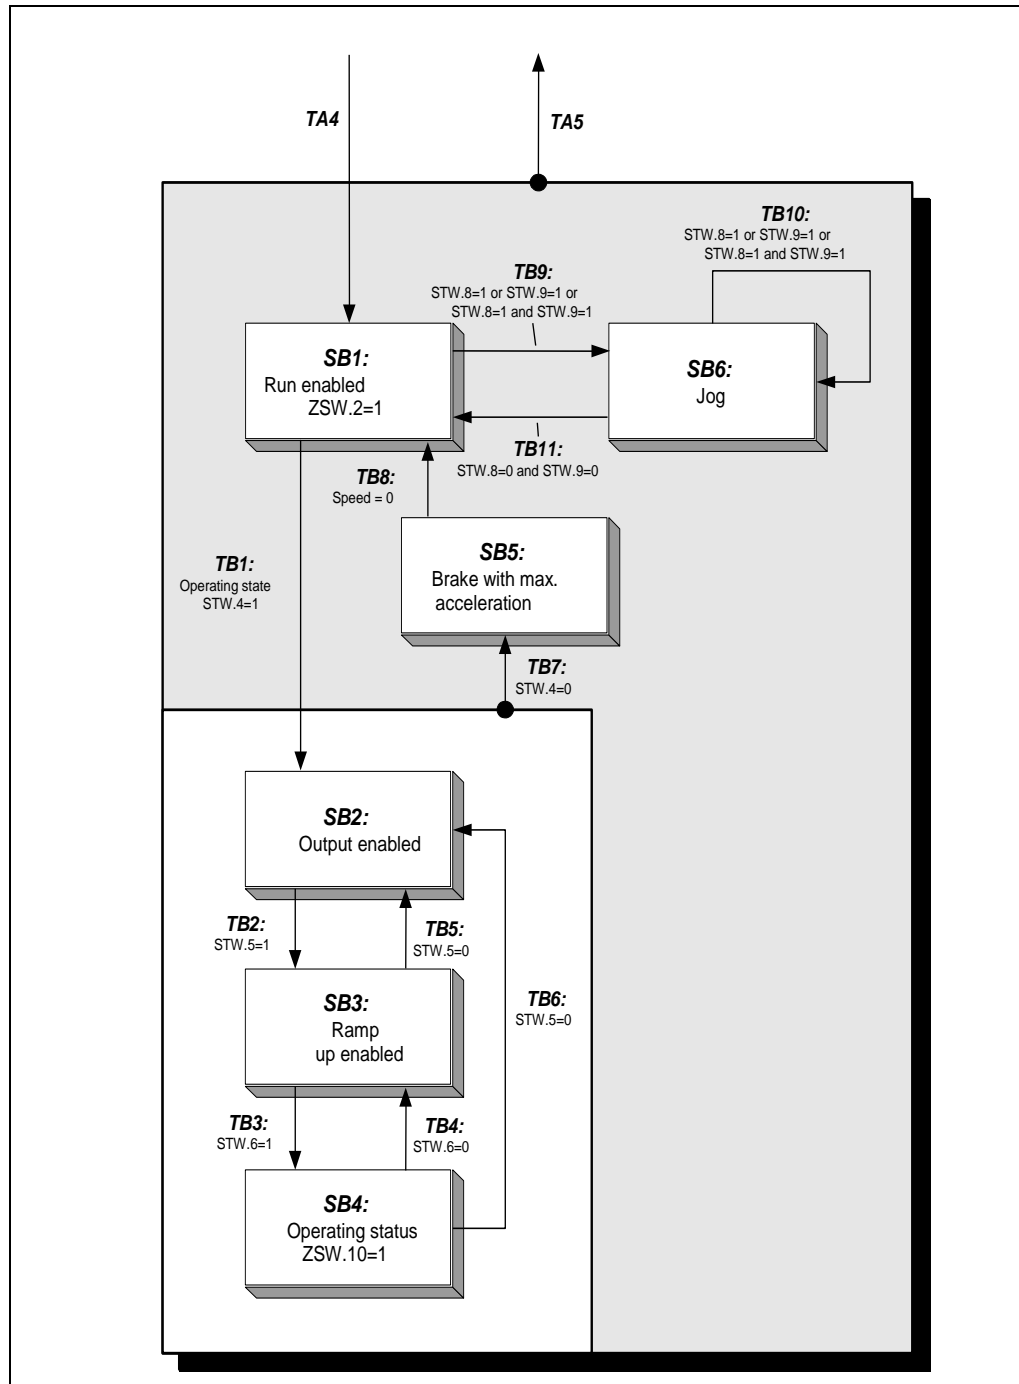 TA4
TA5
TB10:
STW.8=1 or STW.9=1 or
STW.8=1 and STW.9=1
TB9:
STW.8=1 or STW.9=1 or
STW.8=1 and STW.9=1
SB1:
Run enabled
ZSW.2=1
SB6:
Jog
TB11:
STW.8=0 and STW.9=0
TB8:
Speed = 0
SB5:
Brake with max.
acceleration
TB1:
Operating state
STW.4=1
TB7:
STW.4=0
SB2:
Output enabled
TB2:
STW.5=1
TB5:
STW.5=0
SB3:
Ramp
up enabled
TB6:
STW.5=0
TB3:
STW.6=1
TB4:
STW.6=0
SB4:
Operating status
ZSW.10=1